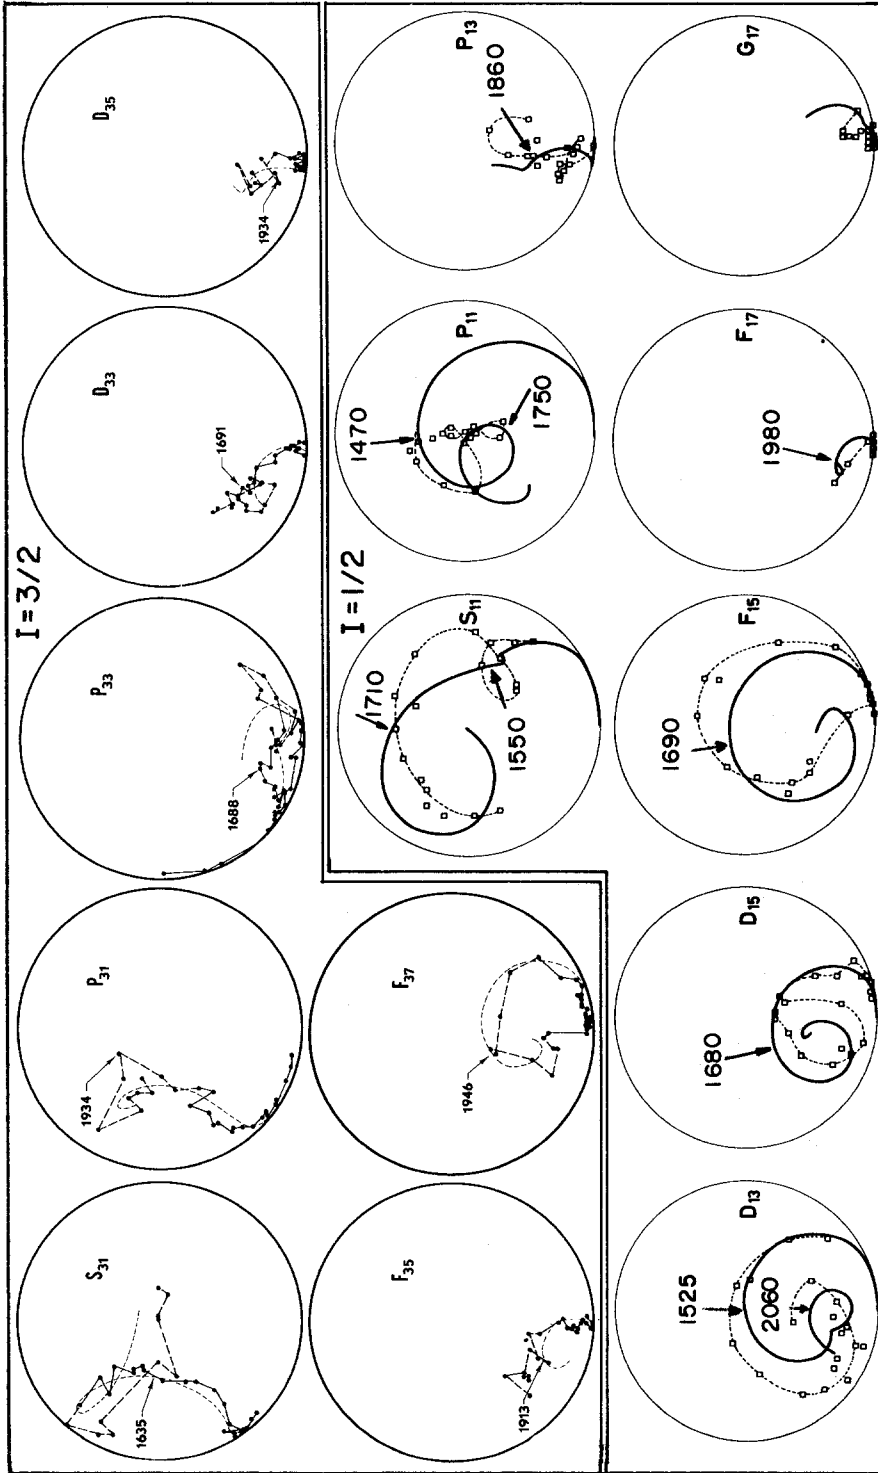 I = 3/2
S31
1635
P31
1934
P33
1688
D33
1691
D35
1934
F35
1913
F37
1946
I = 1/2
S11
1710
1550
P11
1470
1750
P13
1860
D13
1525
2060
D15
1680
F15
1690
F17
1980
G17